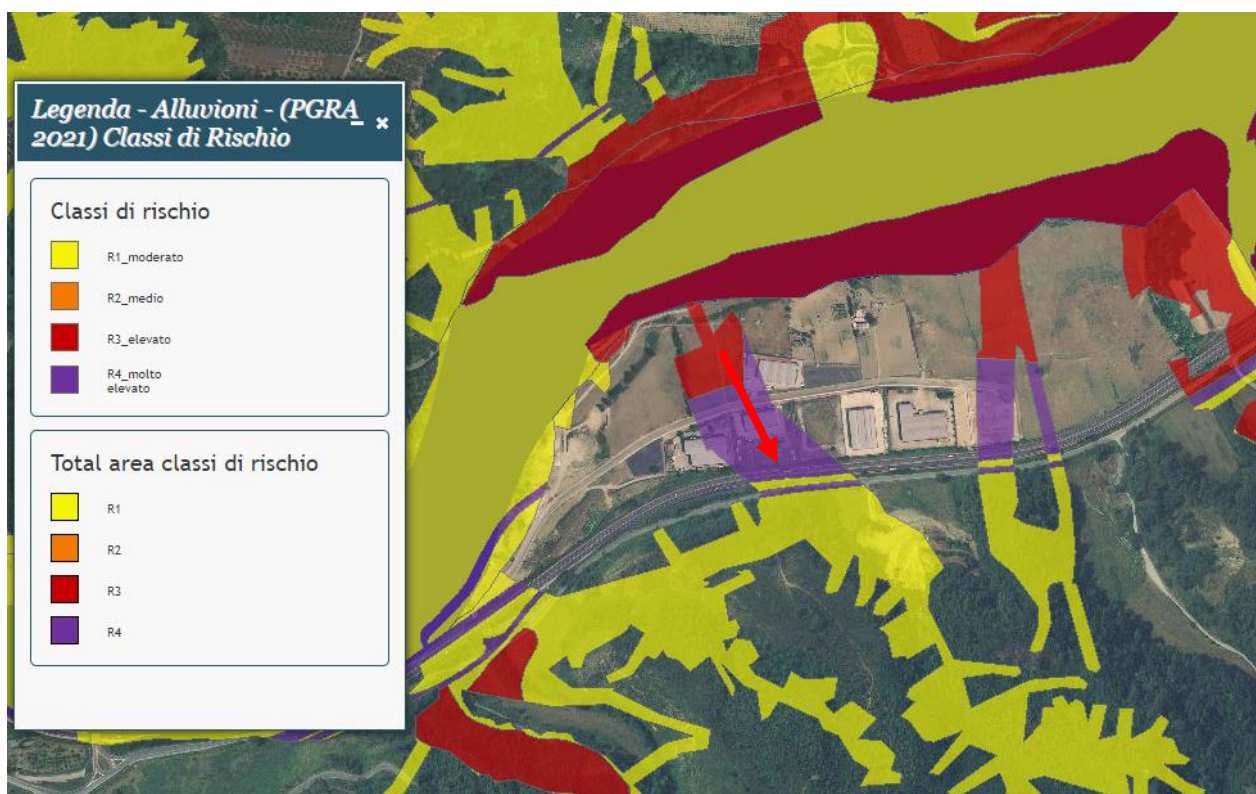 Legenda - Alluvioni - (PGRA
2021) Classi di Rischio
Classi di rischio
R1_moderato
R2_medio
R3_elevato
R4_molto
elevato
Total area classi di rischio
R1
R2
R3
R4